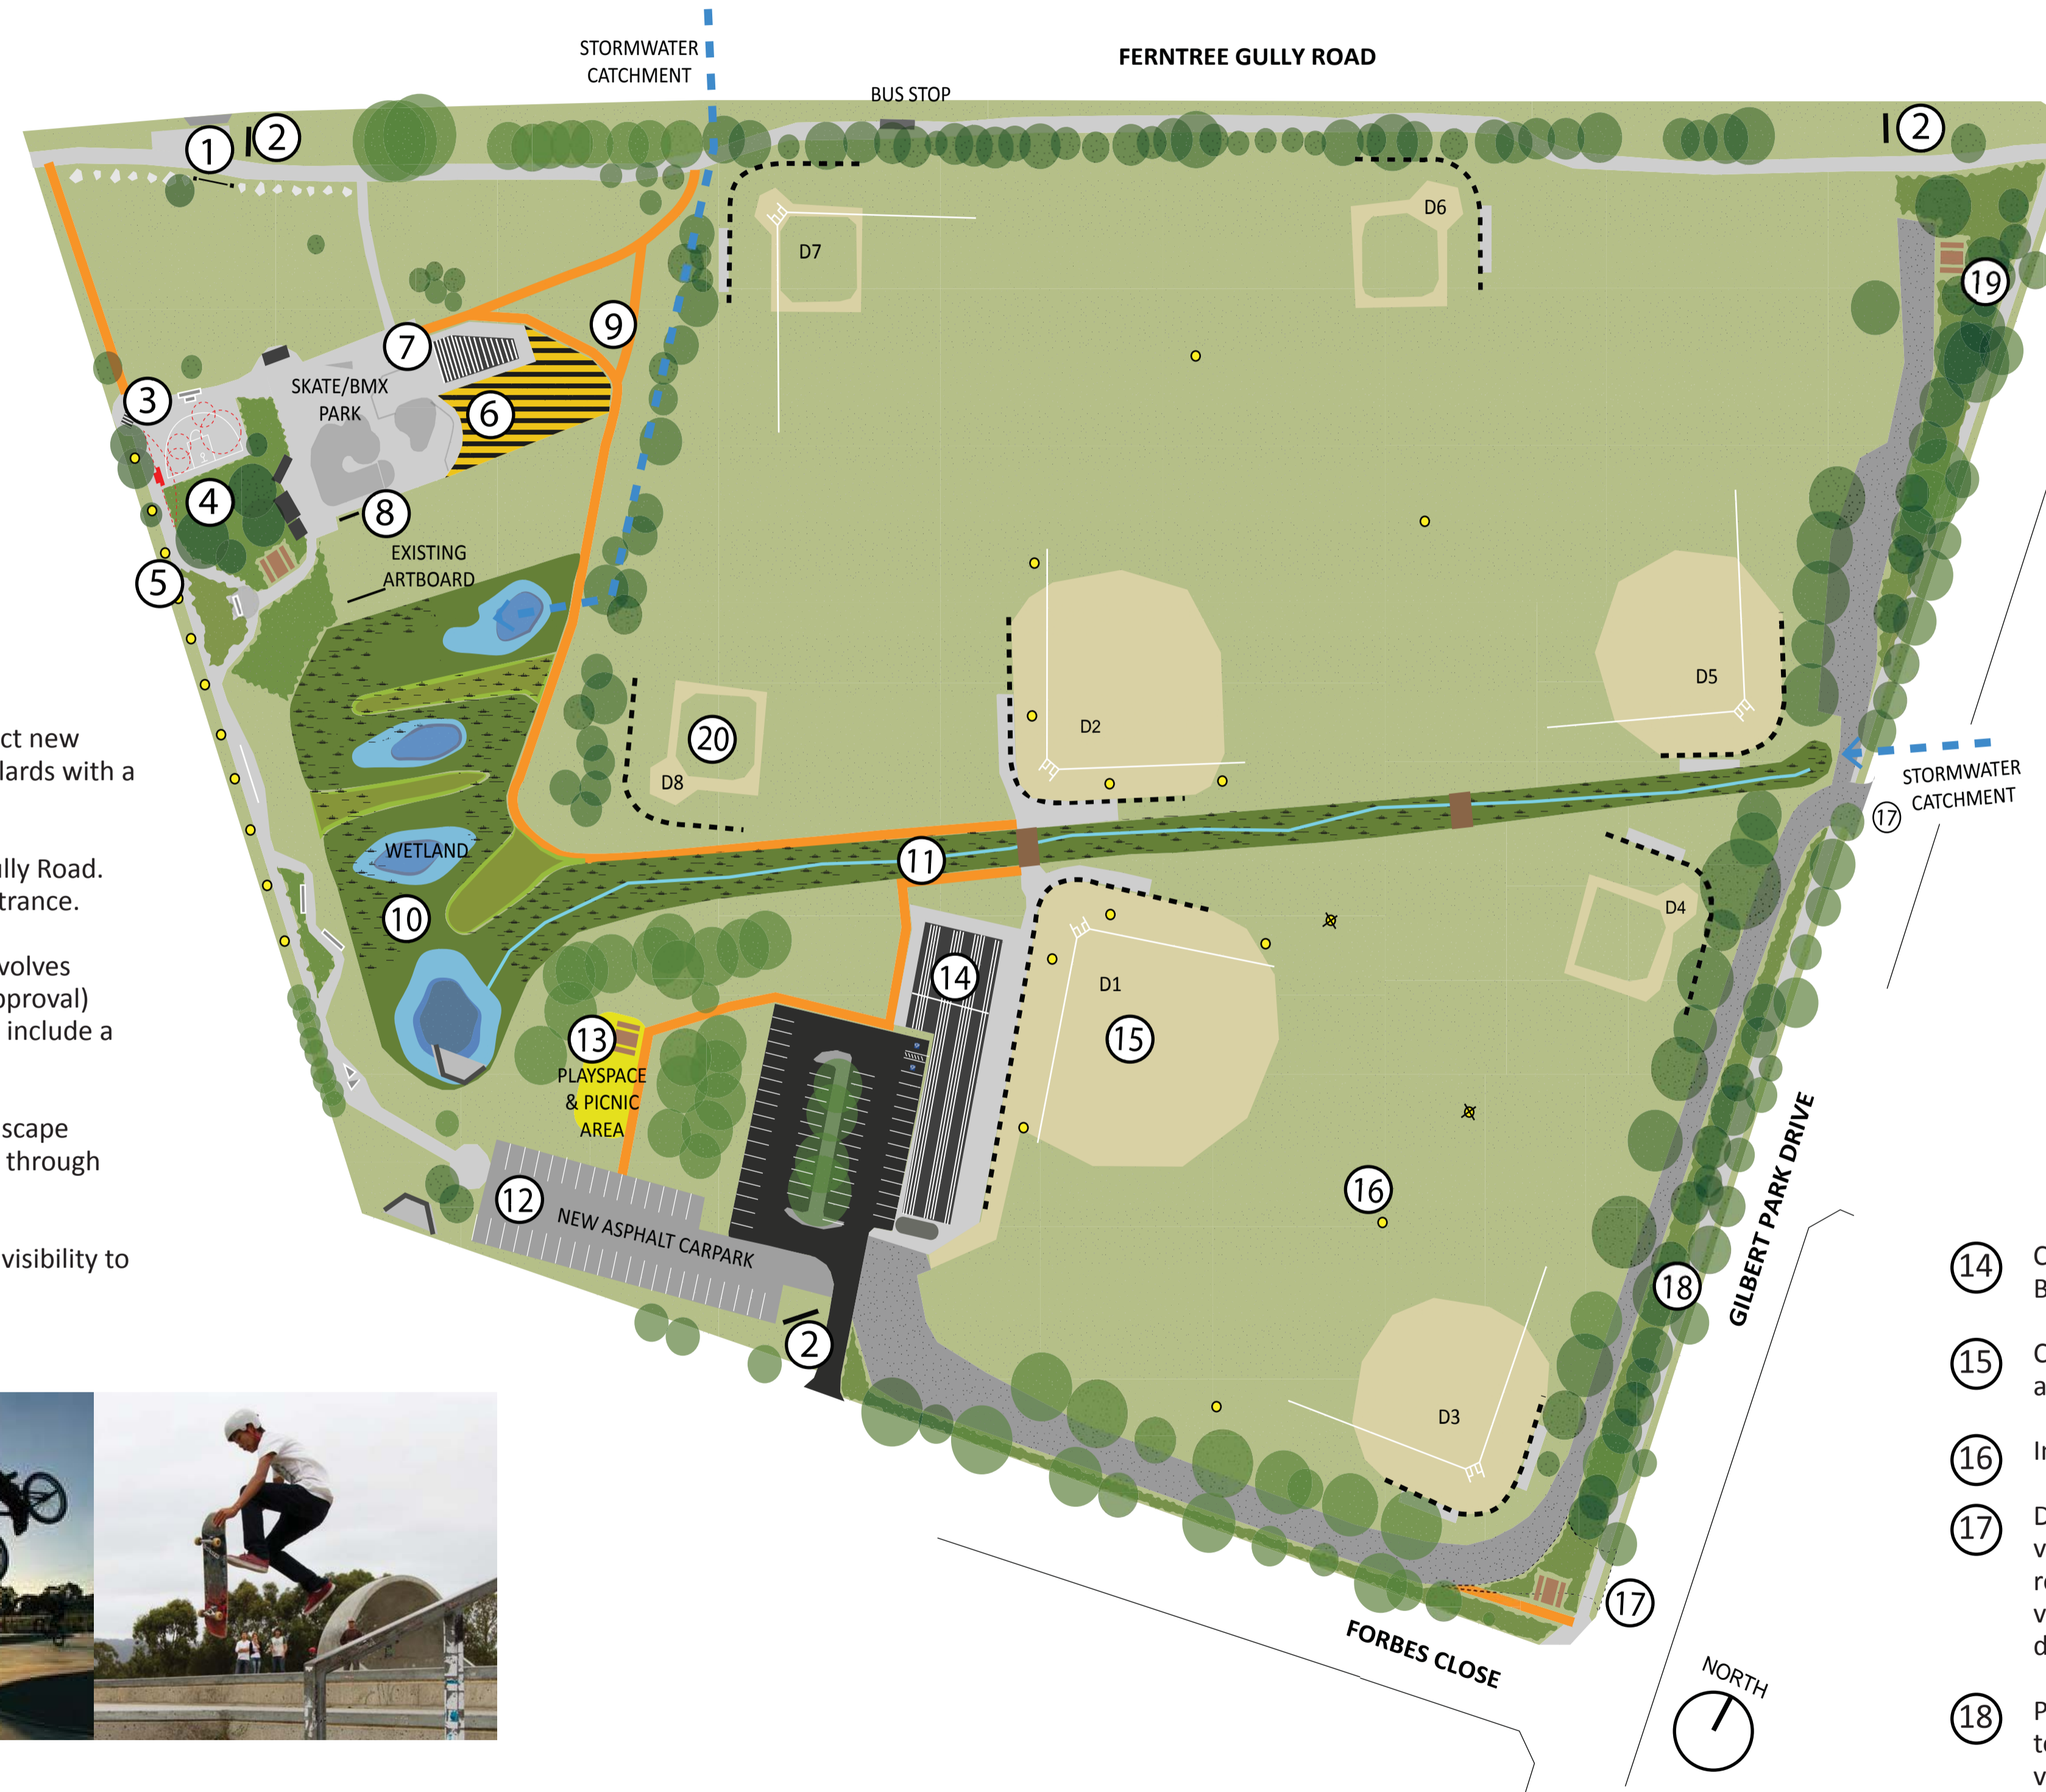 STORMWATER
CATCHMENT
FERNTREE GULLY ROAD
BUS STOP
1
2
2
D7
D6
19
9
7
3
SKATE/BMX
PARK
6
4
8
EXISTING
ARTBOARD
5
D5
D2
20
D8
STORMWATER
CATCHMENT
17
ct new
lards with a
WETLAND
11
ully Road.
trance.
10
D4
14
D1
volves
pproval)
include a
13
15
PLAYSPACE
& PICNIC
AREA
scape
through
12
NEW ASPHALT CARPARK
16
GILBERT PARK DRIVE
visibility to
18
2
D3
17
FORBES CLOSE
NORTH
14
15
16
17
18